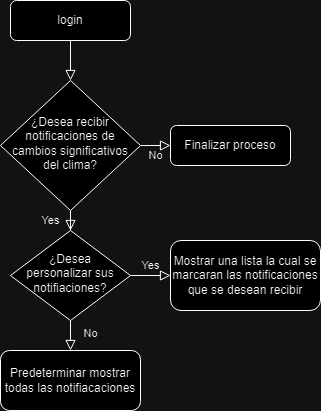 login
¿Desea recibir
notificaciones de
cambios significativos
del clima?
No
Finalizar proceso
Yes
¿Desea
personalizar sus
notifiaciones?
Yes
Mostrar una lista la cual se
marcaran las notificaciones
que se desean recibir
No
Predeterminar mostrar
todas las notifiacaciones